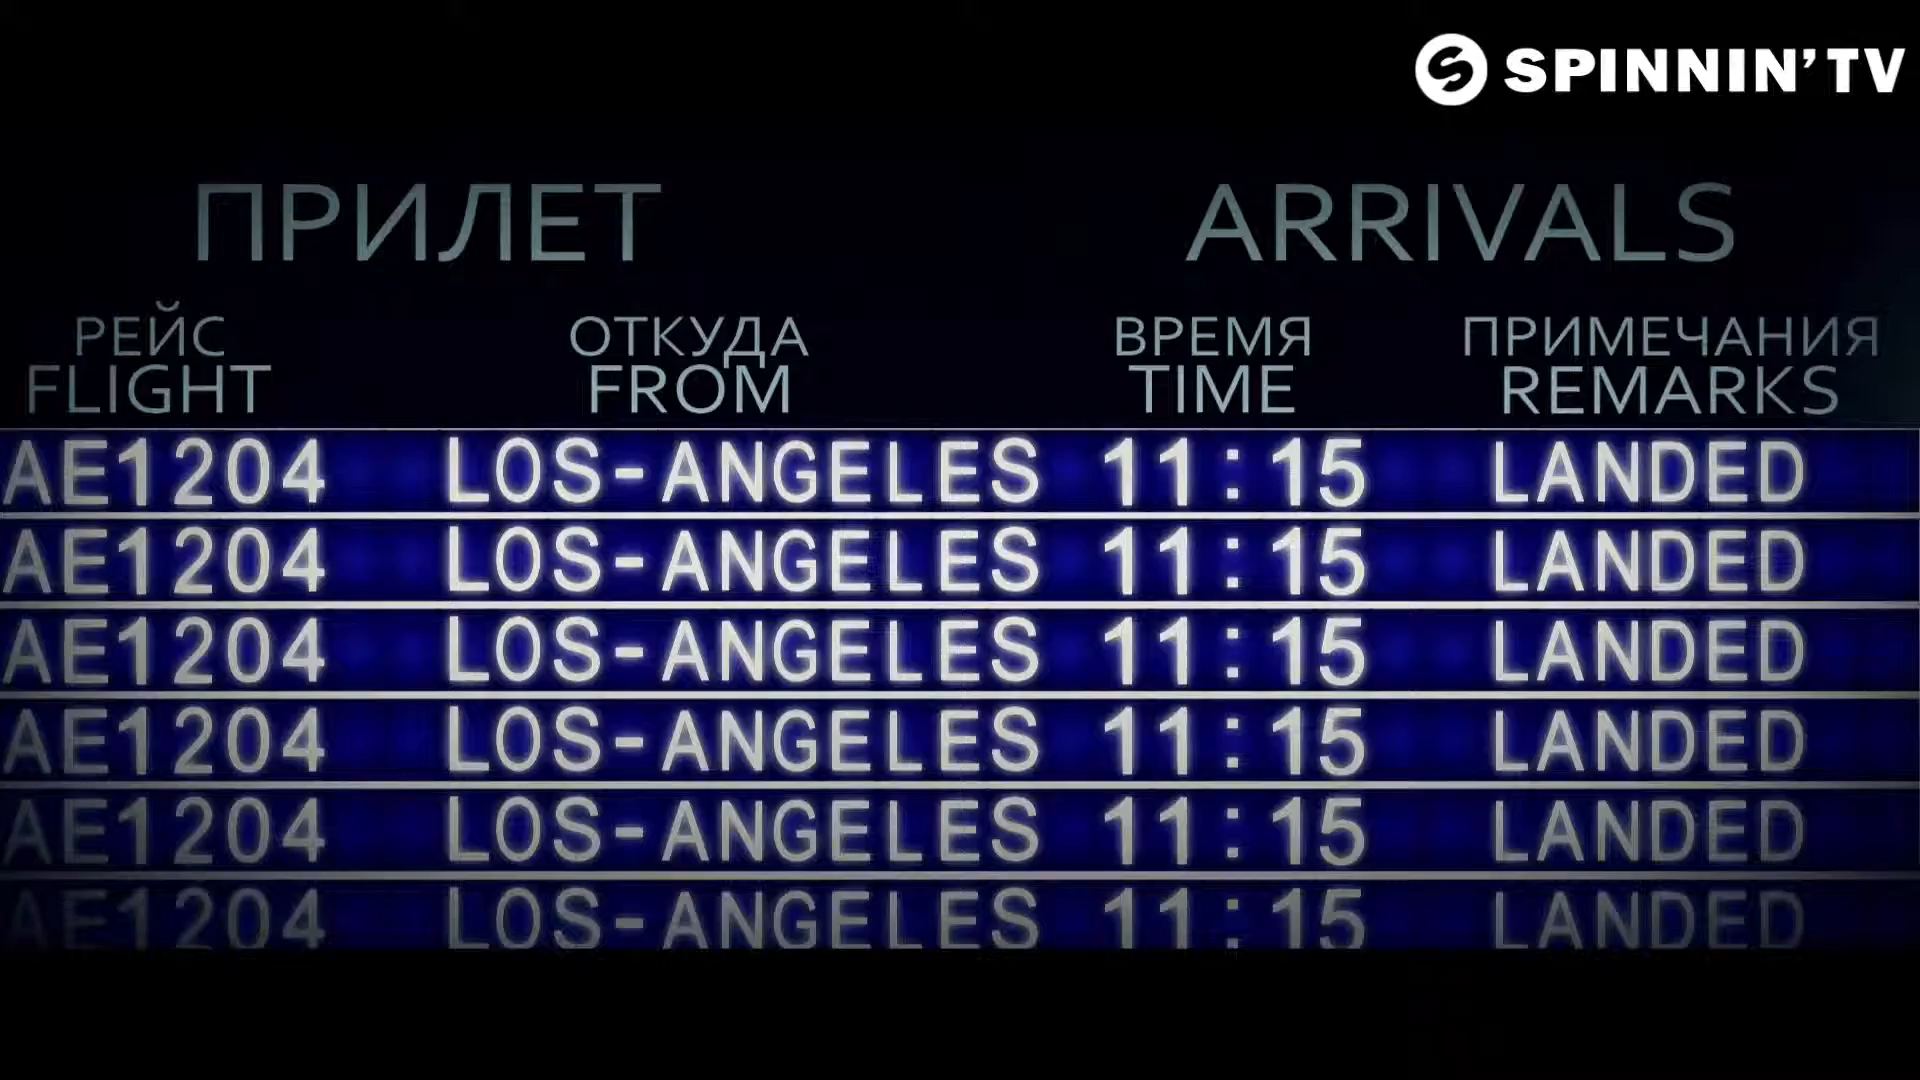 SPINNIN' TV
ПРИЛЕТ ARRIVALS
РЕЙС ОТКУДА ВРЕМЯ ПРИМЕЧАНИЯ
FLIGHT FROM TIME REMARKS
AE1204 LOS-ANGELES 11:15 LANDED
AE1204 LOS-ANGELES 11:15 LANDED
AE1204 LOS-ANGELES 11:15 LANDED
AE1204 LOS-ANGELES 11:15 LANDED
AE1204 LOS-ANGELES 11:15 LANDED
AE1204 LOS-ANGELES 11:15 LANDED